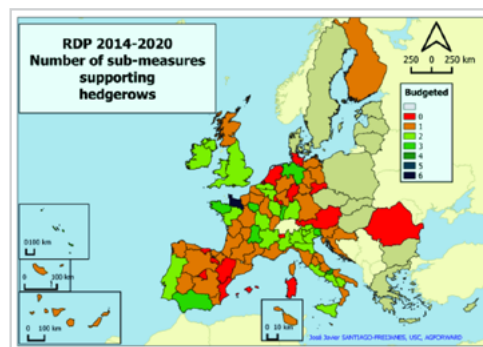 RDP 2014-2020
Number of sub-measures
supporting
hedgerows
250 0 250 km
Budgeted
0
1
2
3
4
5
6
0 100 km
0 100 km
0 100 km
0 10 km
José Javier SANTIAGO-FREIJANES, USC, AGFORWARD